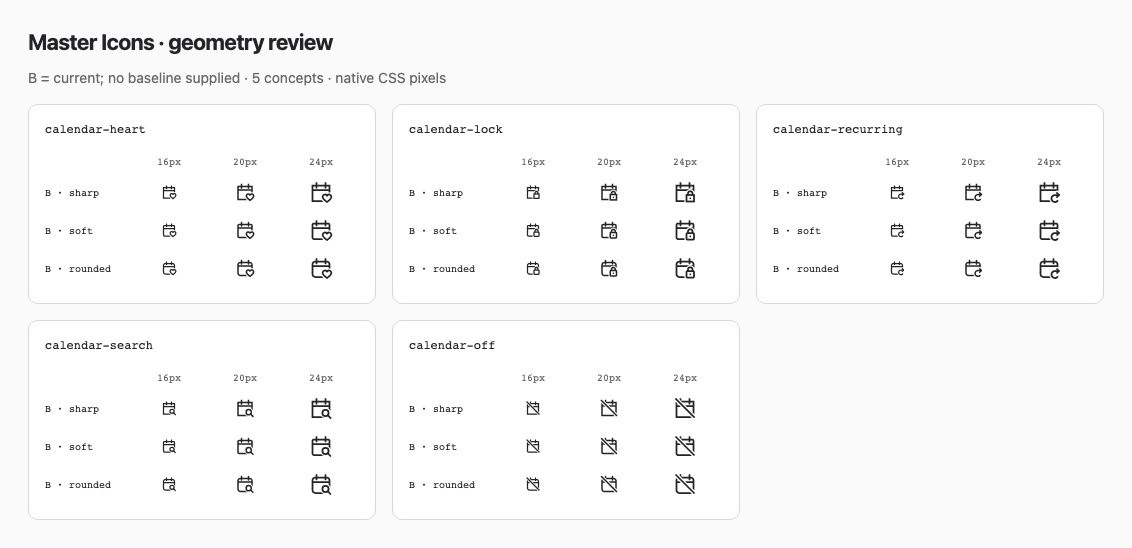 Master Icons · geometry review
B = current; no baseline supplied · 5 concepts · native CSS pixels
calendar-heart
16px 20px 24px
B · sharp
B · soft
B · rounded
calendar-lock
16px 20px 24px
B · sharp
B · soft
B · rounded
calendar-recurring
16px 20px 24px
B · sharp
B · soft
B · rounded
calendar-search
16px 20px 24px
B · sharp
B · soft
B · rounded
calendar-off
16px 20px 24px
B · sharp
B · soft
B · rounded